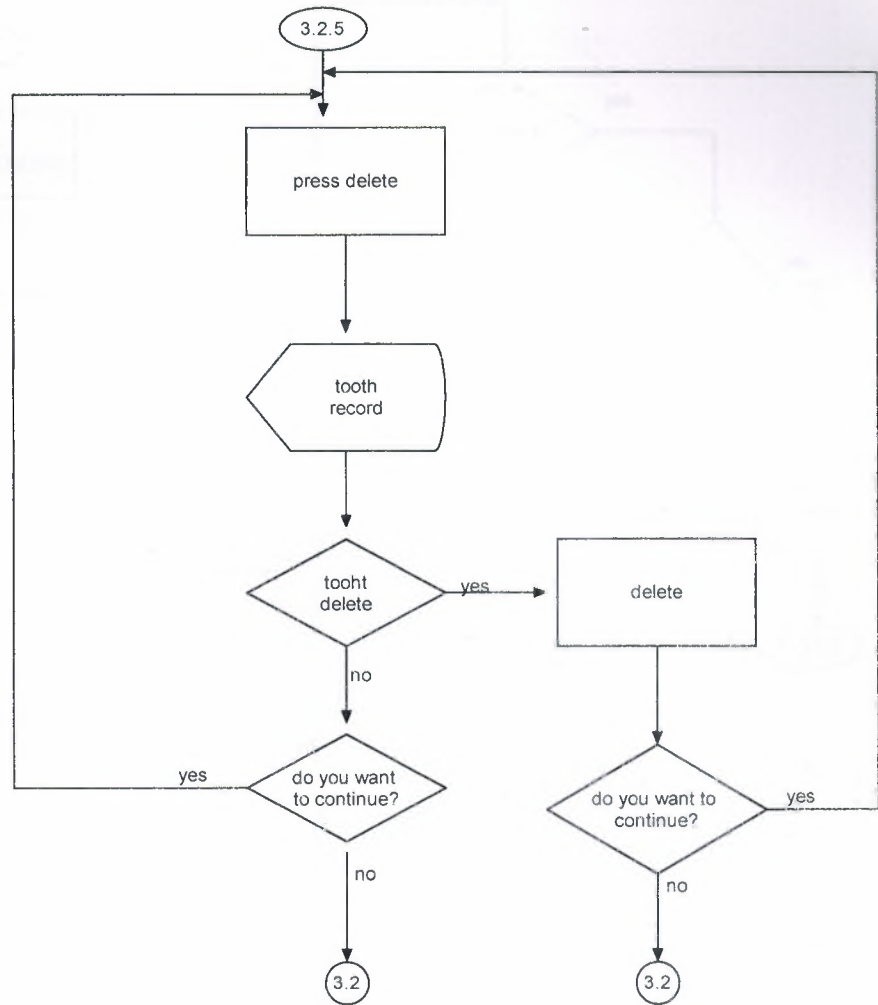 3.2.5
press delete
tooth
record
tooht
delete
yes
delete
no
yes
do you want
to continue?
do you want to
continue?
yes
no
no
3.2
3.2